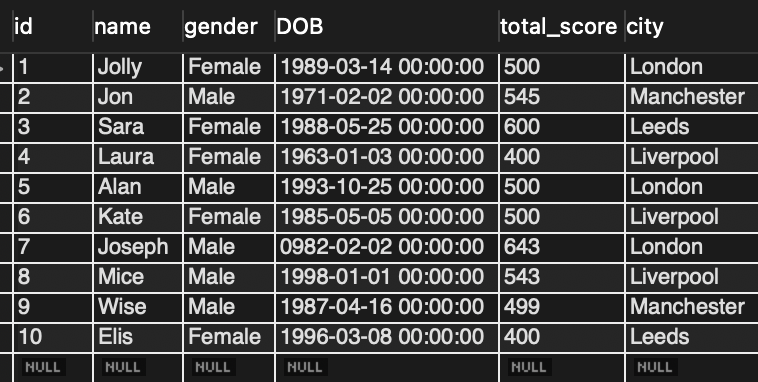 id name gender DOB total_score city
1 Jolly Female 1989-03-14 00:00:00 500 London
2 Jon Male 1971-02-02 00:00:00 545 Manchester
3 Sara Female 1988-05-25 00:00:00 600 Leeds
4 Laura Female 1963-01-03 00:00:00 400 Liverpool
5 Alan Male 1993-10-25 00:00:00 500 London
6 Kate Female 1985-05-05 00:00:00 500 Liverpool
7 Joseph Male 0982-02-02 00:00:00 643 London
8 Mice Male 1998-01-01 00:00:00 543 Liverpool
9 Wise Male 1987-04-16 00:00:00 499 Manchester
10 Elis Female 1996-03-08 00:00:00 400 Leeds
NULL NULL NULL NULL NULL NULL